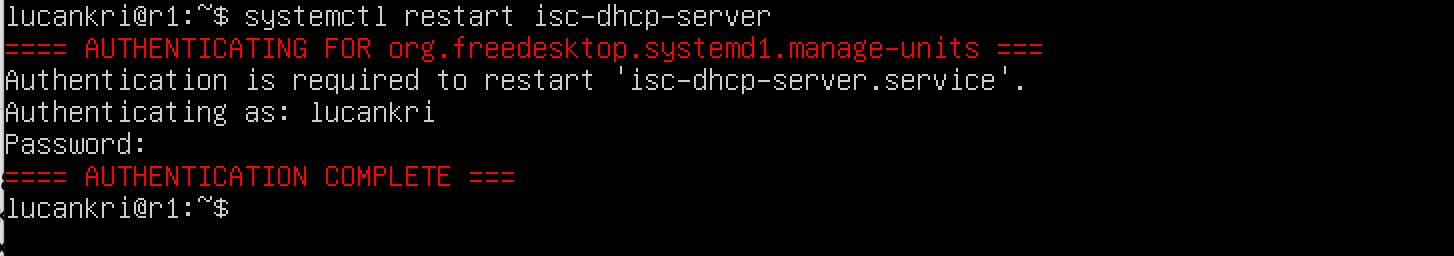 lucankri@r1:~$ systemctl restart isc-dhcp-server
==== AUTHENTICATING FOR org.freedesktop.systemd1.manage-units ===
Authentication is required to restart 'isc-dhcp-server.service'.
Authenticating as: lucankri
Password:
==== AUTHENTICATION COMPLETE ===
lucankri@r1:~$